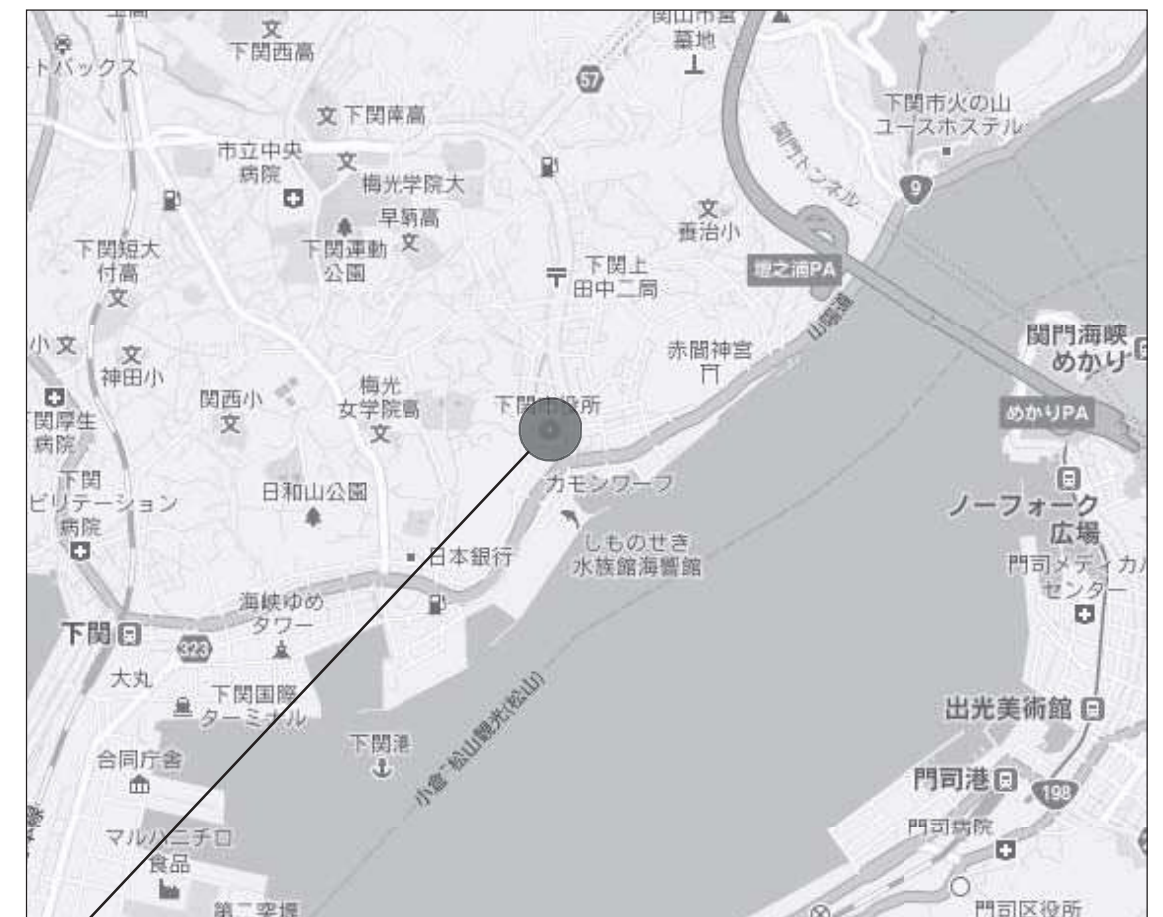 下関西高
トバックス
関山市営
墓地
57
下関南高
下関市火の山
ユースホステル
市立中央
病院
梅光学院大
関門トンネル
9
早鞆高
養治小
下関運動
公園
下関短大
付高
下関上
田中二局
壇之浦PA
山陽道
関門海峡
めかり
小
神田小
赤間神宮
関西小
梅光
女学院高
下関市役所
めかりPA
関厚生
病院
カモンワーフ
下関
ビリテーション
病院
日和山公園
ノーフォーク
広場
日本銀行
しものせき
水族館海響館
門司メディカル
センター
海峡ゆめ
タワー
下関
323
大丸
下関国際
ターミナル
出光美術館
小倉~松山観光(松山)
下関港
合同庁舎
門司港
198
マルハニチロ
食品
門司病院
第二突堤
門司区役所